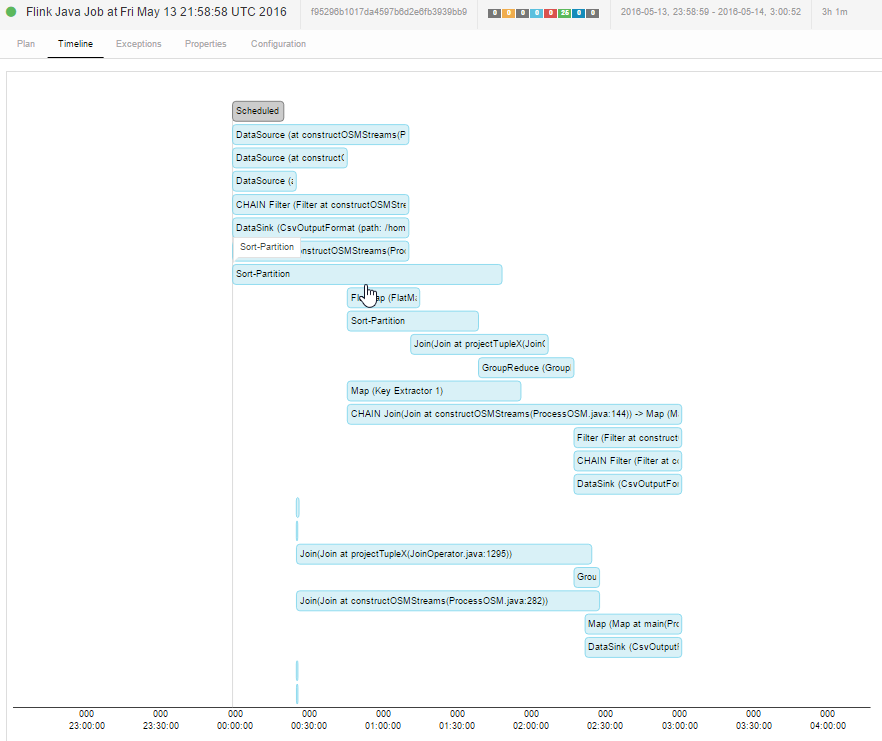 Flink Java Job at Fri May 13 21:58:58 UTC 2016
f95296b1017da4597b6d2e6fb3939bb9
0 0 0 0 0 25 0 0
2016-05-13, 23:58:59 - 2016-05-14, 3:00:52
3h 1m
Plan
Timeline
Exceptions
Properties
Configuration
Scheduled
DataSource (at constructOSMStreams(P
DataSource (at construct
DataSource (
CHAIN Filter (Filter at constructOSMStre
DataSink (CsvOutputFormat (path: /hom
Sort-Partition
nstructOSMStreams(Proc
Sort-Partition
ap (FlatMa
Sort-Partition
Join(Join at projectTupleX(Join
GroupReduce (Group
Map (Key Extractor 1)
CHAIN Join(Join at constructOSMStreams(ProcessOSM.java:144)) -> Map (M
Filter (Filter at construct
CHAIN Filter (Filter at c
DataSink (CsvOutputFo
Join(Join at projectTupleX(JoinOperator.java:1295))
Grou
Join(Join at constructOSMStreams(ProcessOSM.java:282))
Map (Map at main(Pro
DataSink (CsvOutput
000 000 000 000 000 000 000 000 000 000 000
23:00:00 23:30:00 00:00:00 00:30:00 01:00:00 01:30:00 02:00:00 02:30:00 03:00:00 03:30:00 04:00:00